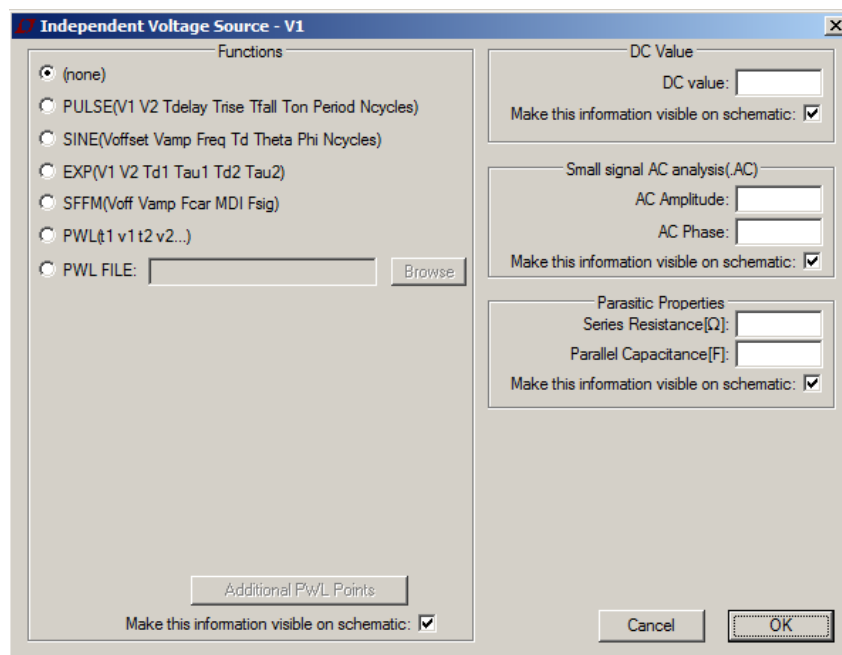 Independent Voltage Source - V1
Functions
(none)
PULSE(V1 V2 Tdelay Trise Tfall Ton Period Ncycles)
SINE(Voffset Vamp Freq Td Theta Phi Ncycles)
EXP(V1 V2 Td1 Tau1 Td2 Tau2)
SFFM(Voff Vamp Fcar MDI Fsig)
PWL(t1 v1 t2 v2...)
PWL FILE:
Browse
Additional PWL Points
Make this information visible on schematic:
DC Value
DC value:
Make this information visible on schematic:
Small signal AC analysis(.AC)
AC Amplitude:
AC Phase:
Make this information visible on schematic:
Parasitic Properties
Series Resistance[Ω]:
Parallel Capacitance[F]:
Make this information visible on schematic:
Cancel
OK